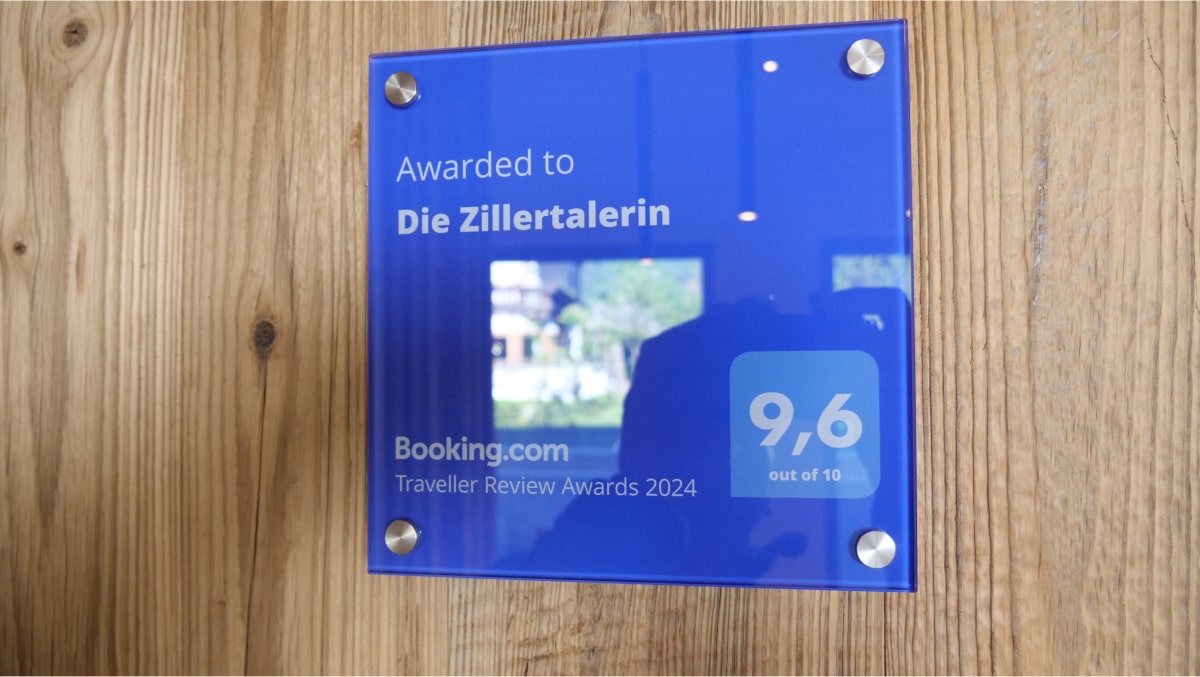 Awarded to
Die Zillertalerin
Booking.com
Traveller Review Awards 2024
9,6
out of 10